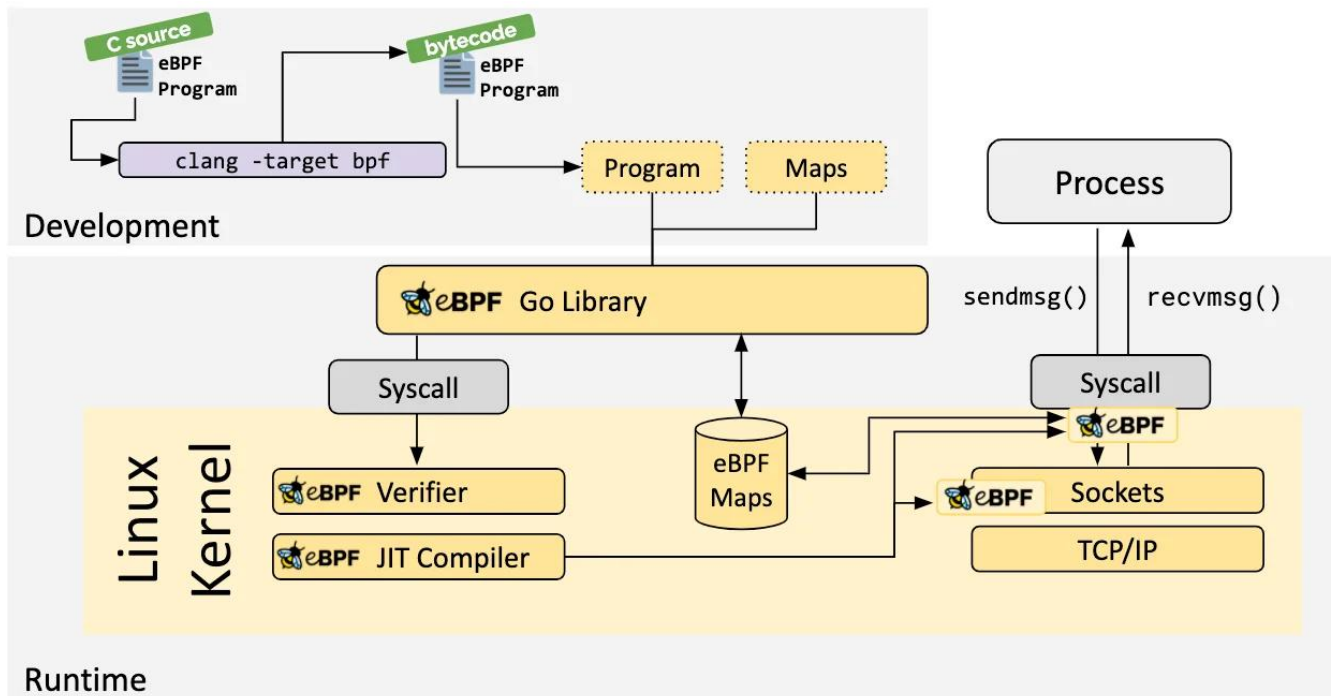 C source
eBPF
Program
bytecode
eBPF
Program
clang -target bpf
Program
Maps
Process
Development
eBPF Go Library
sendmsg()
recvmsg()
Syscall
Syscall
eBPF
Linux
Kernel
eBPF Verifier
eBPF
Maps
eBPF
Sockets
eBPF JIT Compiler
TCP/IP
Runtime